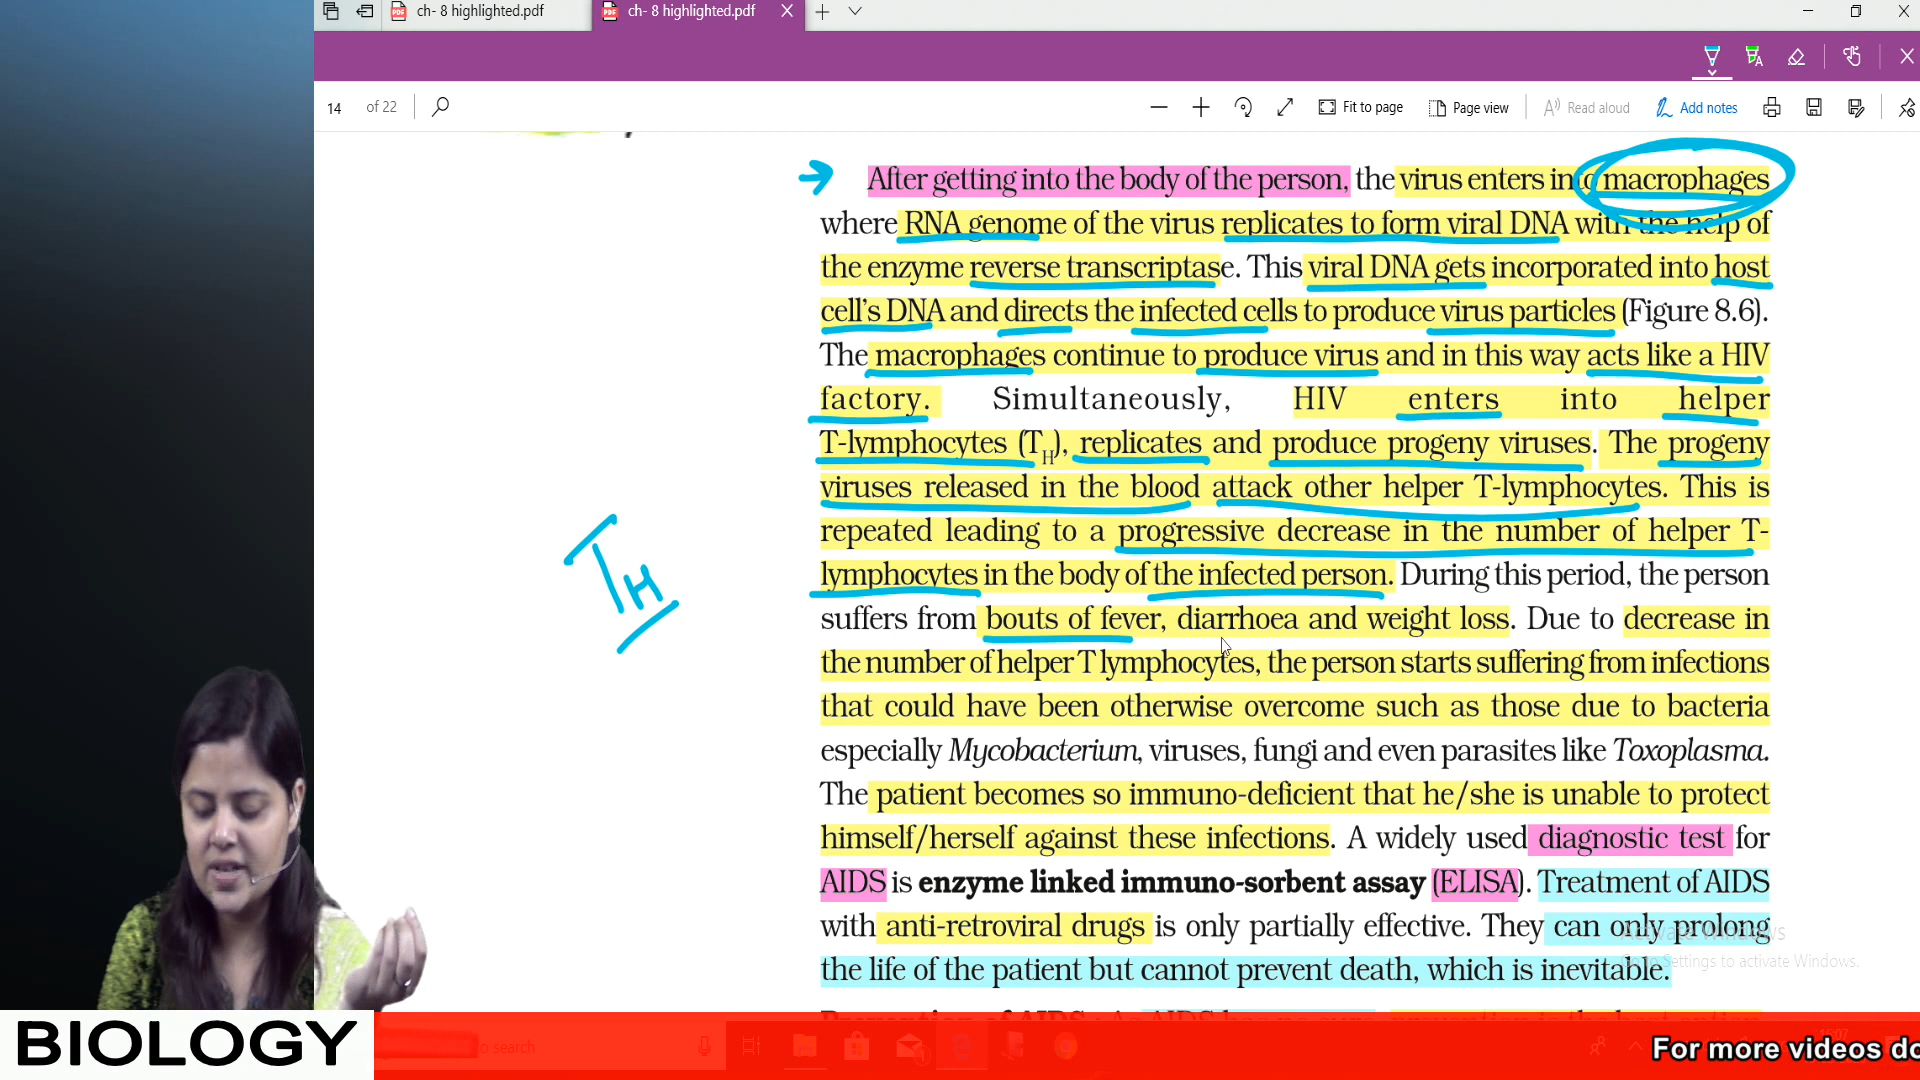 ch- 8 highlighted.pdf
ch- 8 highlighted.pdf
14 of 22
Fit to page
Page view
Read aloud
Add notes
After getting into the body of the person, the virus enters into macrophages
where RNA genome of the virus replicates to form viral DNA with the help of
the enzyme reverse transcriptase. This viral DNA gets incorporated into host
cell's DNA and directs the infected cells to produce virus particles (Figure 8.6).
The macrophages continue to produce virus and in this way acts like a HIV
factory. Simultaneously, HIV enters into helper
T-lymphocytes (TH), replicates and produce progeny viruses. The progeny
viruses released in the blood attack other helper T-lymphocytes. This is
repeated leading to a progressive decrease in the number of helper T-
lymphocytes in the body of the infected person. During this period, the person
suffers from bouts of fever, diarrhoea and weight loss. Due to decrease in
the number of helper T lymphocytes, the person starts suffering from infections
that could have been otherwise overcome such as those due to bacteria
especially Mycobacterium, viruses, fungi and even parasites like Toxoplasma.
The patient becomes so immuno-deficient that he/she is unable to protect
himself/herself against these infections. A widely used diagnostic test for
AIDS is enzyme linked immuno-sorbent assay (ELISA). Treatment of AIDS
with anti-retroviral drugs is only partially effective. They can only prolong
the life of the patient but cannot prevent death, which is inevitable.
TH
Activate Windows
Go to Settings to activate Windows.
BIOLOGY
search
For more videos do